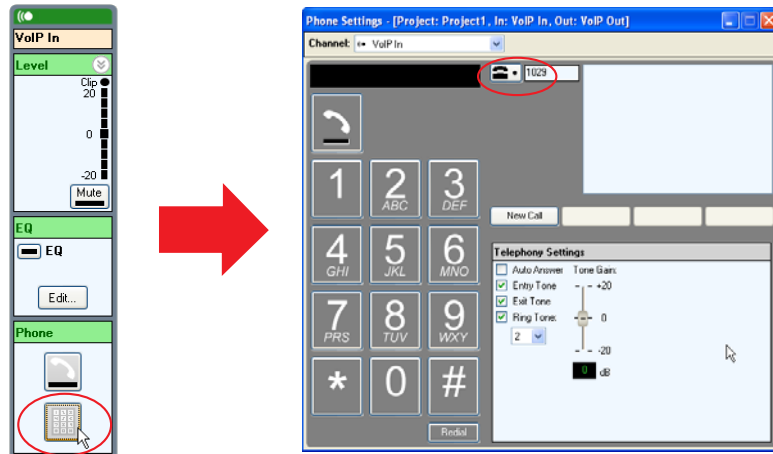 VoIP In
Level
Clip
20
0
-20
Mute
EQ
EQ
Edit...
Phone
Phone Settings - [Project: Project1, In: VoIP In, Out: VoIP Out]
Channel: VoIP In
1029
1 2 ABC 3 DEF
4 GHI 5 JKL 6 MNO
7 PRS 8 TUV 9 WXY
* 0 #
Redial
New Call
Telephony Settings
Auto Answer Tone Gain:
Entry Tone +20
Exit Tone
Ring Tone: 0
2
-20
0 dB